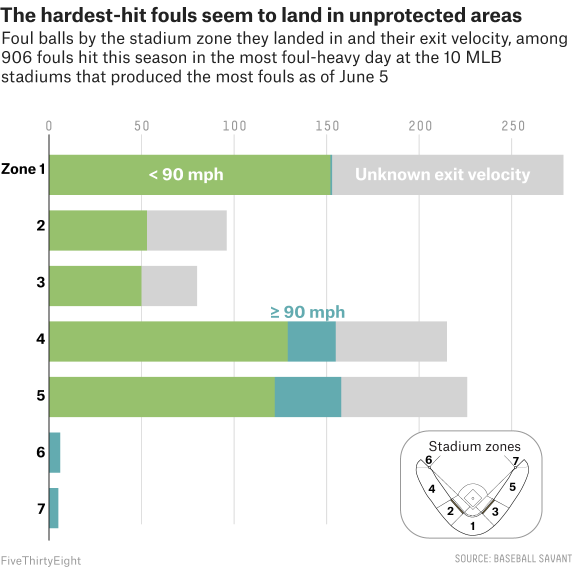 The hardest-hit fouls seem to land in unprotected areas
Foul balls by the stadium zone they landed in and their exit velocity, among
906 fouls hit this season in the most foul-heavy day at the 10 MLB
stadiums that produced the most fouls as of June 5
0 50 100 150 200 250
Zone 1 < 90 mph Unknown exit velocity
2
3
≥ 90 mph
4
5
6
7
Stadium zones
6 7
4 5
2 3
1
FiveThirtyEight
SOURCE: BASEBALL SAVANT